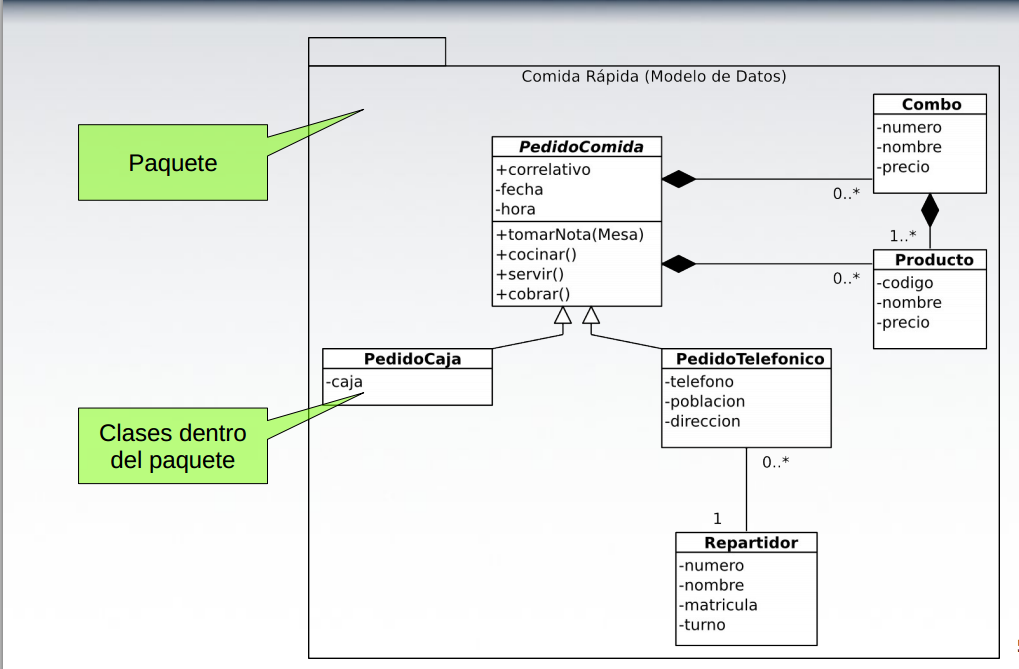 Comida Rápida (Modelo de Datos)
Paquete
Combo
-numero
-nombre
-precio
PedidoComida
+correlativo
-fecha
-hora
+tomarNota(Mesa)
+cocinar()
+servir()
+cobrar()
0..*
1..*
0..*
Producto
-codigo
-nombre
-precio
PedidoCaja
-caja
PedidoTelefonico
-telefono
-poblacion
-direccion
Clases dentro
del paquete
0..*
1
Repartidor
-numero
-nombre
-matricula
-turno